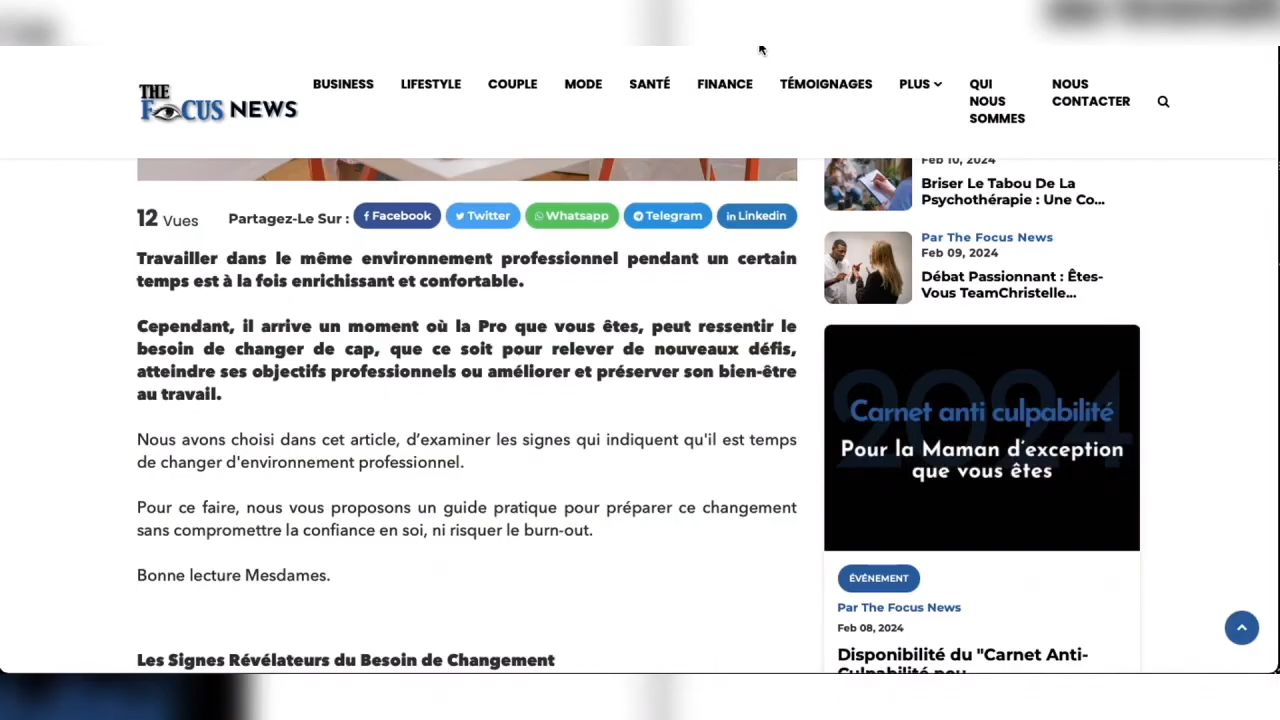 THE
FOCUS NEWS
BUSINESS
LIFESTYLE
COUPLE
MODE
SANTÉ
FINANCE
TÉMOIGNAGES
PLUS
QUI
NOUS
SOMMES
NOUS
CONTACTER
12 Vues
Partagez-Le Sur :
Facebook
Twitter
Whatsapp
Telegram
Linkedin
Travailler dans le même environnement professionnel pendant un certain
temps est à la fois enrichissant et confortable.
Cependant, il arrive un moment où la Pro que vous êtes, peut ressentir le
besoin de changer de cap, que ce soit pour relever de nouveaux défis,
atteindre ses objectifs professionnels ou améliorer et préserver son bien-être
au travail.
Nous avons choisi dans cet article, d’examiner les signes qui indiquent qu'il est temps
de changer d'environnement professionnel.
Pour ce faire, nous vous proposons un guide pratique pour préparer ce changement
sans compromettre la confiance en soi, ni risquer le burn-out.
Bonne lecture Mesdames.
Les Signes Révélateurs du Besoin de Changement
Feb 10, 2024
Briser Le Tabou De La
Psychothérapie : Une Co...
Par The Focus News
Feb 09, 2024
Débat Passionnant : Êtes-
Vous TeamChristelle...
2024
Carnet anti culpabilité
Pour la Maman d’exception
que vous êtes
ÉVÉNEMENT
Par The Focus News
Feb 08, 2024
Disponibilité du "Carnet Anti-
Culpabilité pou